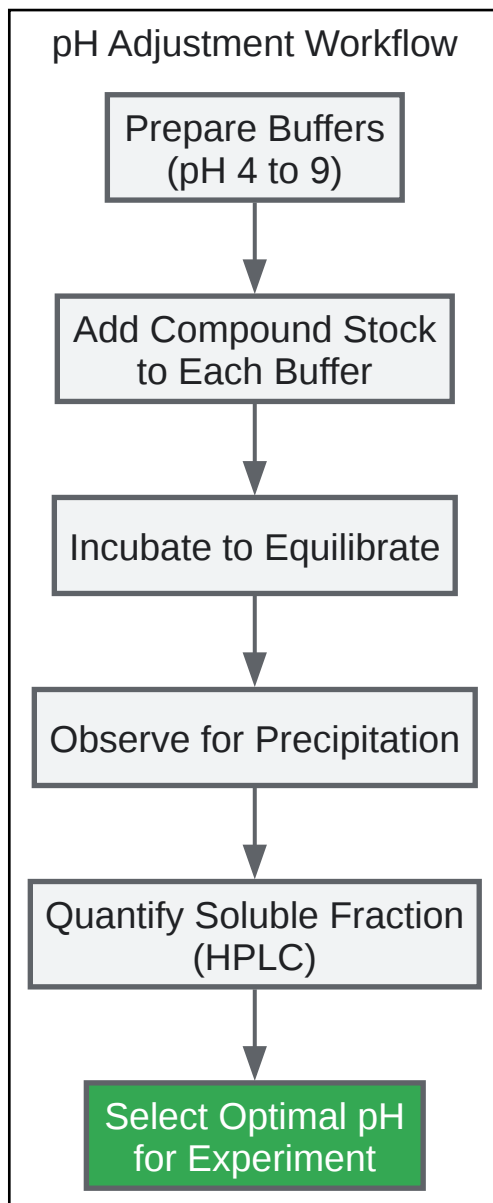 pH Adjustment Workflow
Prepare Buffers
(pH 4 to 9)
Add Compound Stock
to Each Buffer
Incubate to Equilibrate
Observe for Precipitation
Quantify Soluble Fraction
(HPLC)
Select Optimal pH
for Experiment